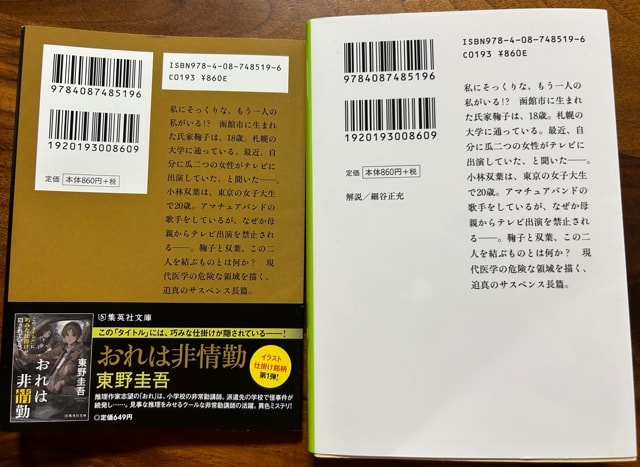 ISBN978-4-08-748519-6
C0193 ¥860E
9784087485196
1920193008609
定価 本体860円+税
私にそっくりな、もう一人の
私がいる!? 函館市に生まれ
た氏家鞠子は、18歳。札幌の
大学に通っている。最近、自
分に瓜二つの女性がテレビに
出演していた、と聞いた――。
小林双葉は、東京の女子大生
で20歳。アマチュアバンドの
歌手をしているが、なぜか母
親からテレビ出演を禁止され
る――。鞠子と双葉、この二
人を結ぶものとは何か? 現
代医学の危険な領域を描く、
迫真のサスペンス長篇。
集英社文庫
この「タイトル」には、巧みな仕掛けが隠されている――!
おれは非情勤
東野圭吾
イラスト
仕掛け銘柄
第1弾!
推理作家志望の「おれ」は、小学校の非常勤講師。派遣先の学校で怪事件が
続発し……。見事な推理をみせるクールな非常勤講師の活躍。異色ミステリ!
◎定価649円
おれは
非情勤
東野圭吾
集英社文庫
ISBN978-4-08-748519-6
C0193 ¥860E
9784087485196
1920193008609
定価 本体860円+税
解説/細谷正充
私にそっくりな、もう一人の
私がいる!? 函館市に生まれ
た氏家鞠子は、18歳。札幌の
大学に通っている。最近、自
分に瓜二つの女性がテレビに
出演していた、と聞いた――。
小林双葉は、東京の女子大生
で20歳。アマチュアバンドの
歌手をしているが、なぜか母
親からテレビ出演を禁止され
る――。鞠子と双葉、この二
人を結ぶものとは何か? 現
代医学の危険な領域を描く、
迫真のサスペンス長篇。